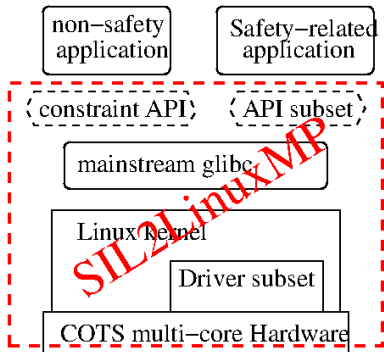 non-safety
application
Safety-related
application
constraint API
API subset
mainstream glibc
SIL2LinuxMP
Linux kernel
Driver subset
COTS multi-core Hardware